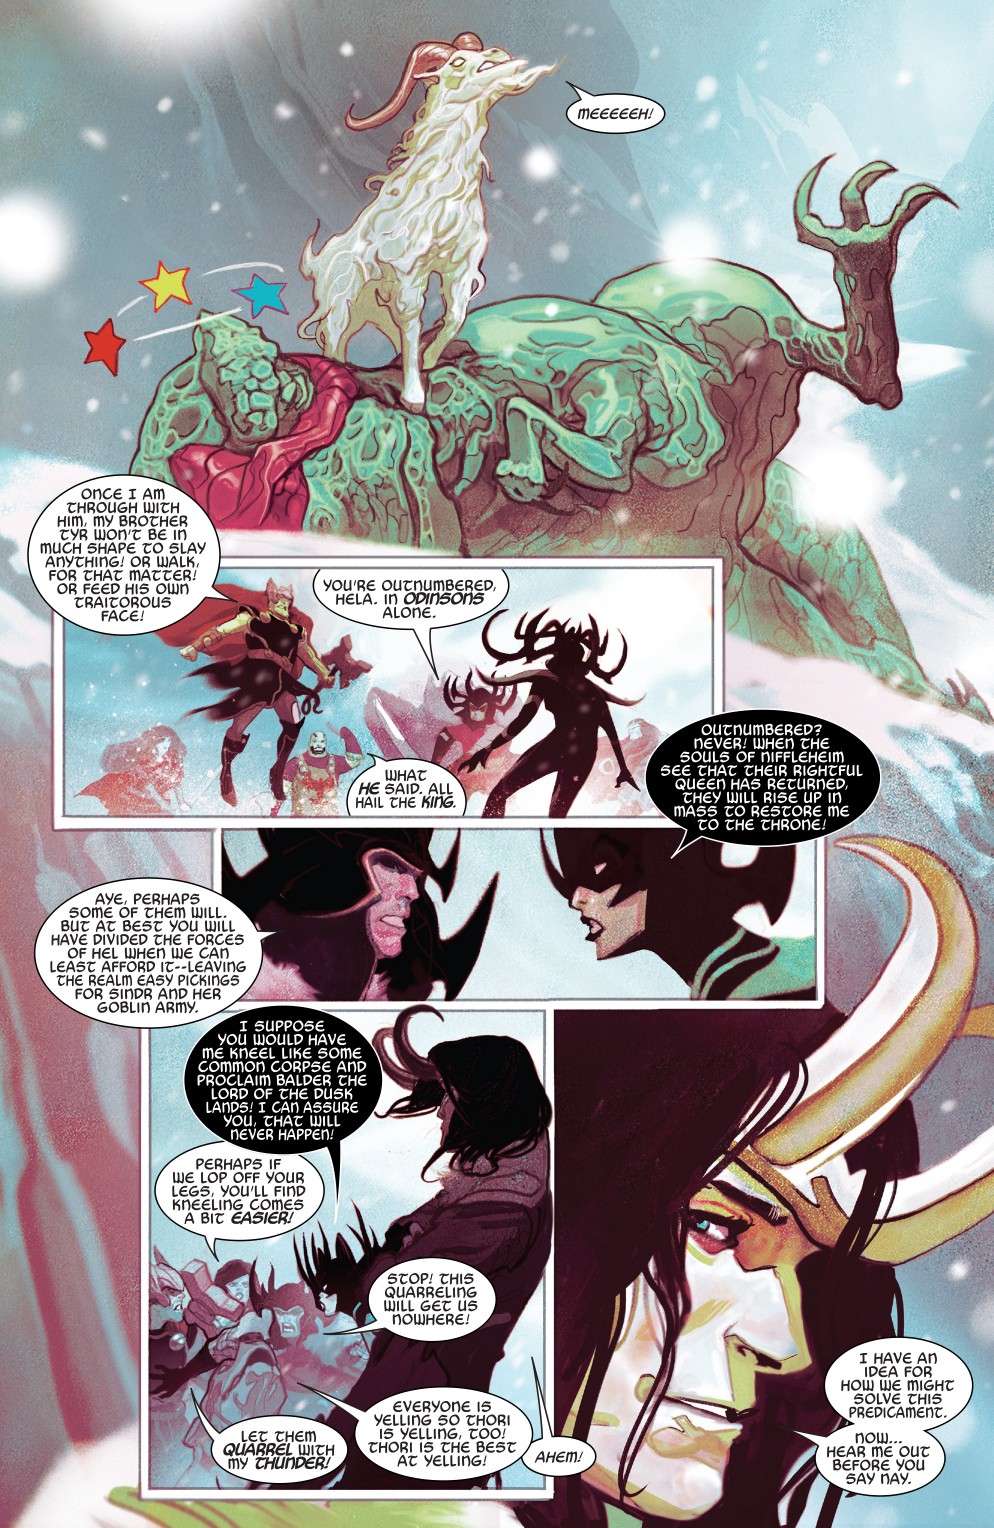 MEEEEEH!
ONCE I AM
THROUGH WITH
HIM, MY BROTHER
TYR WON'T BE IN
MUCH SHAPE TO SLAY
ANYTHING! OR WALK,
FOR THAT MATTER!
OR FEED HIS OWN
TRAITOROUS
FACE!
YOU'RE OUTNUMBERED,
HELA. IN ODINSONS
ALONE.
WHAT
HE SAID. ALL
HAIL THE KING.
OUTNUMBERED?
NEVER! WHEN THE
SOULS OF NIFFLEHEIM
SEE THAT THEIR RIGHTFUL
QUEEN HAS RETURNED,
THEY WILL RISE UP IN
MASS TO RESTORE ME
TO THE THRONE!
AYE, PERHAPS
SOME OF THEM WILL.
BUT AT BEST YOU WILL
HAVE DIVIDED THE FORCES
OF HEL WHEN WE CAN
LEAST AFFORD IT--LEAVING
THE REALM EASY PICKINGS
FOR SINDR AND HER
GOBLIN ARMY.
I SUPPOSE
YOU WOULD HAVE
ME KNEEL LIKE SOME
COMMON CORPSE AND
PROCLAIM BALDER THE
LORD OF THE DUSK
LANDS! I CAN ASSURE
YOU, THAT WILL
NEVER HAPPEN!
PERHAPS IF
WE LOP OFF YOUR
LEGS, YOU'LL FIND
KNEELING COMES
A BIT EASIER!
STOP! THIS
QUARRELING
WILL GET US
NOWHERE!
LET THEM
QUARREL WITH
MY THUNDER!
EVERYONE IS
YELLING SO THORI
IS YELLING, TOO!
THORI IS THE BEST
AT YELLING!
AHEM!
I HAVE AN
IDEA FOR
HOW WE MIGHT
SOLVE THIS
PREDICAMENT.
NOW...
HEAR ME OUT
BEFORE YOU
SAY NAY.